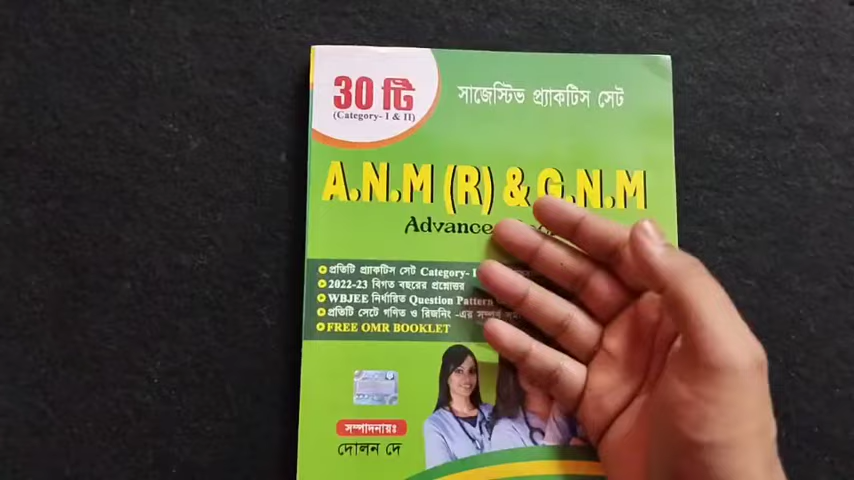 30 টি
(Category- I & II)
সাজেস্টিভ প্র্যাকটিস সেট
A.N.M (R) & G.N.M
প্রতিটি প্র্যাকটিস সেট Category-
2022-23 বিগত বছরের প্রশ্নোত্তর
WBJEE নির্ধারিত Question Pattern
প্রতিটি সেটে গণিত ও রিজনিং -এর
FREE OMR BOOKLET
সম্পাদনায়ঃ
দোলন দে